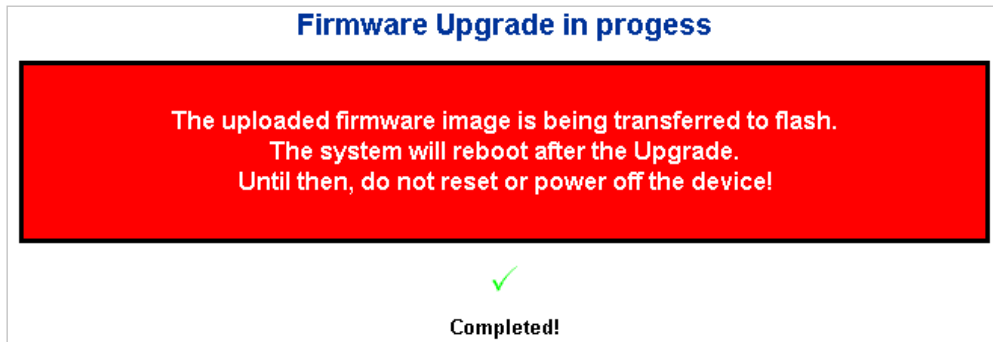 Firmware Upgrade in progess
The uploaded firmware image is being transferred to flash.
The system will reboot after the Upgrade.
Until then, do not reset or power off the device!
Completed!